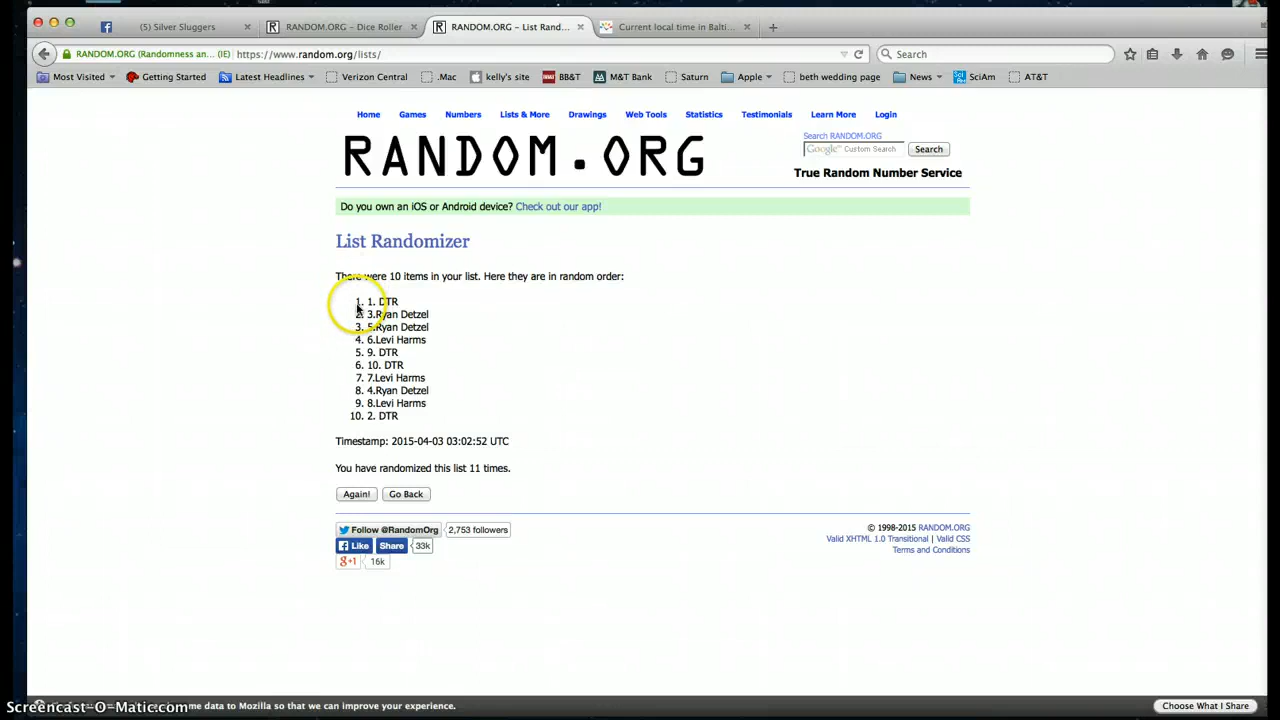 (5) Silver Sluggers
RANDOM.ORG - Dice Roller
RANDOM.ORG - List Rand...
Current local time in Balti...
RANDOM.ORG (Randomness an... (IE)
https://www.random.org/lists/
Search
Most Visited
Getting Started
Latest Headlines
Verizon Central
.Mac
kelly's site
BB&T
M&T Bank
Saturn
Apple
beth wedding page
News
SciAm
AT&T
Home Games Numbers Lists & More Drawings Web Tools Statistics Testimonials Learn More Login
RANDOM.ORG
Search RANDOM.ORG
Google™ Custom Search
Search
True Random Number Service
Do you own an iOS or Android device? Check out our app!
List Randomizer
There were 10 items in your list. Here they are in random order:
1. 1. DTR
2. 3.Ryan Detzel
3. 5.Ryan Detzel
4. 6.Levi Harms
5. 9. DTR
6. 10. DTR
7. 7.Levi Harms
8. 4.Ryan Detzel
9. 8.Levi Harms
10. 2. DTR
Timestamp: 2015-04-03 03:02:52 UTC
You have randomized this list 11 times.
Again! Go Back
Follow @RandomOrg 2,753 followers
Like Share 33k
g+1 16k
© 1998-2015 RANDOM.ORG
Valid XHTML 1.0 Transitional | Valid CSS
Terms and Conditions
Screencast-O-Matic.com
me data to Mozilla so that we can improve your experience.
Choose What I Share